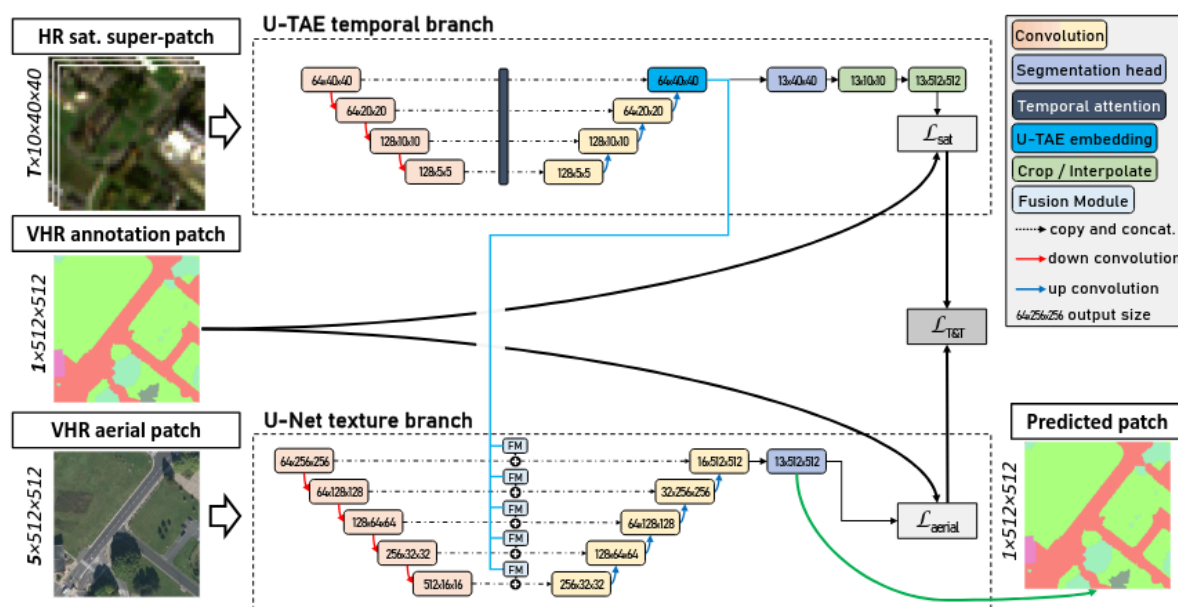 HR sat. super-patch
T×10×40×40
VHR annotation patch
1×512×512
VHR aerial patch
5×512×512
U-TAE temporal branch
64x40x40
64x20x20
128x10x10
128x5x5
64x40x40
64x20x20
128x10x10
128x5x5
13x40x40
13x10x10
13x512x512
ℒsat
ℒT&T
ℒaerial
U-Net texture branch
64x256x256
64x128x128
128x64x64
256x32x32
512x16x16
FM
FM
FM
FM
FM
16x512x512
32x256x256
64x128x128
128x64x64
256x32x32
13x512x512
Convolution
Segmentation head
Temporal attention
U-TAE embedding
Crop / Interpolate
Fusion Module
copy and concat.
down convolution
up convolution
64x256x256 output size
Predicted patch
1×512×512